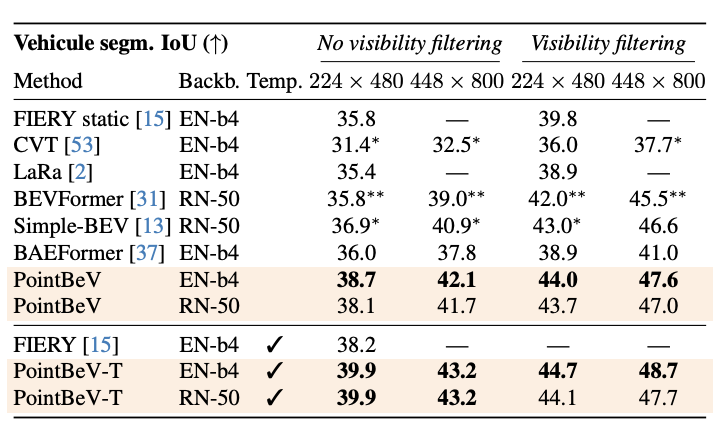 Vehicule segm. IoU (↑) No visibility filtering Visibility filtering
Method Backb. Temp. 224 × 480 448 × 800 224 × 480 448 × 800
FIERY static [15] EN-b4 35.8 — 39.8 —
CVT [53] EN-b4 31.4* 32.5* 36.0 37.7*
LaRa [2] EN-b4 35.4 — 38.9 —
BEVFormer [31] RN-50 35.8** 39.0** 42.0** 45.5**
Simple-BEV [13] RN-50 36.9* 40.9* 43.0* 46.6
BAEFormer [37] EN-b4 36.0 37.8 38.9 41.0
PointBeV EN-b4 38.7 42.1 44.0 47.6
PointBeV RN-50 38.1 41.7 43.7 47.0
FIERY [15] EN-b4 ✓ 38.2 — — —
PointBeV-T EN-b4 ✓ 39.9 43.2 44.7 48.7
PointBeV-T RN-50 ✓ 39.9 43.2 44.1 47.7